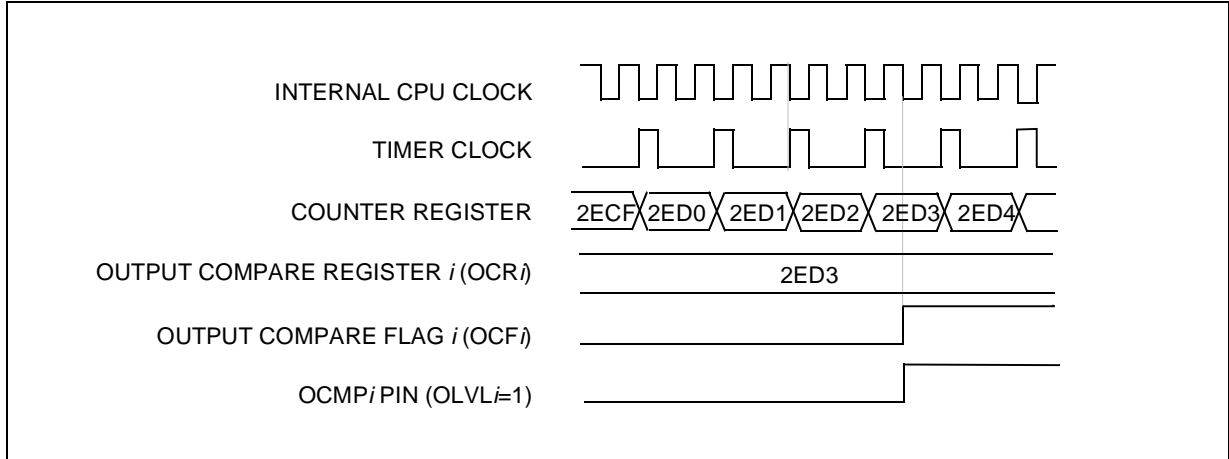 INTERNAL CPU CLOCK
TIMER CLOCK
COUNTER REGISTER 2ECF 2ED0 2ED1 2ED2 2ED3 2ED4
OUTPUT COMPARE REGISTER i (OCRi) 2ED3
OUTPUT COMPARE FLAG i (OCFi)
OCMPi PIN (OLVLi=1)